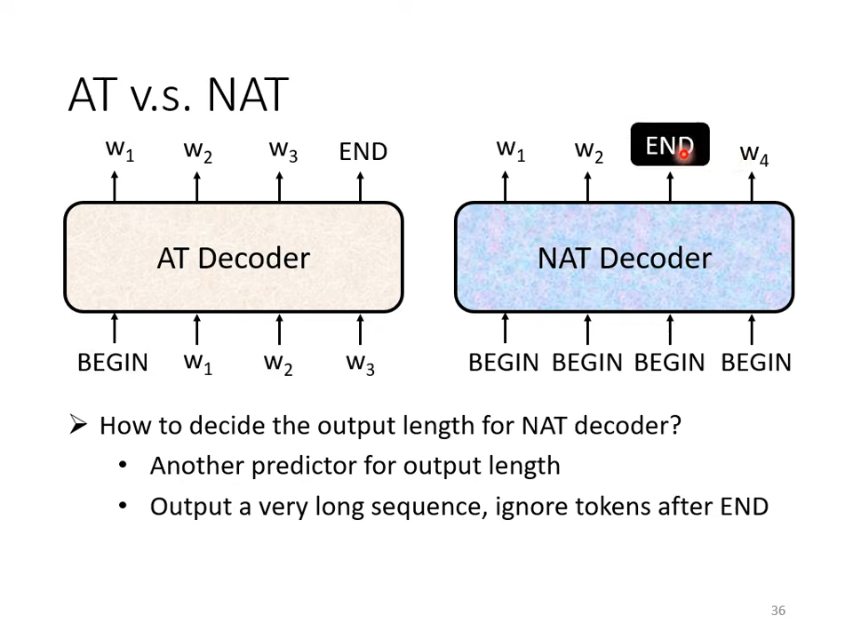 AT v.s. NAT
w₁ w₂ w₃ END w₁ w₂ END w₄
AT Decoder NAT Decoder
BEGIN w₁ w₂ w₃ BEGIN BEGIN BEGIN BEGIN
➢ How to decide the output length for NAT decoder?
• Another predictor for output length
• Output a very long sequence, ignore tokens after END
36